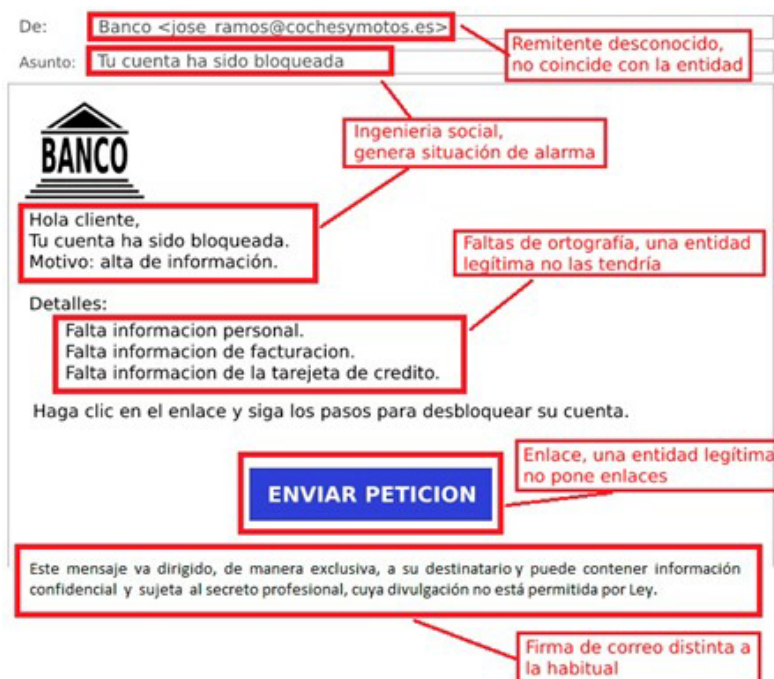 De: Banco <jose_ramos@cochesymotos.es>
Remitente desconocido,
no coincide con la entidad
Asunto: Tu cuenta ha sido bloqueada
Ingenieria social,
genera situación de alarma
BANCO
Hola cliente,
Tu cuenta ha sido bloqueada.
Motivo: alta de información.
Faltas de ortografía, una entidad
legítima no las tendría
Detalles:
Falta informacion personal.
Falta informacion de facturacion.
Falta informacion de la tarejeta de credito.
Haga clic en el enlace y siga los pasos para desbloquear su cuenta.
Enlace, una entidad legítima
no pone enlaces
ENVIAR PETICION
Este mensaje va dirigido, de manera exclusiva, a su destinatario y puede contener información
confidencial y sujeta al secreto profesional, cuya divulgación no está permitida por Ley.
Firma de correo distinta a
la habitual